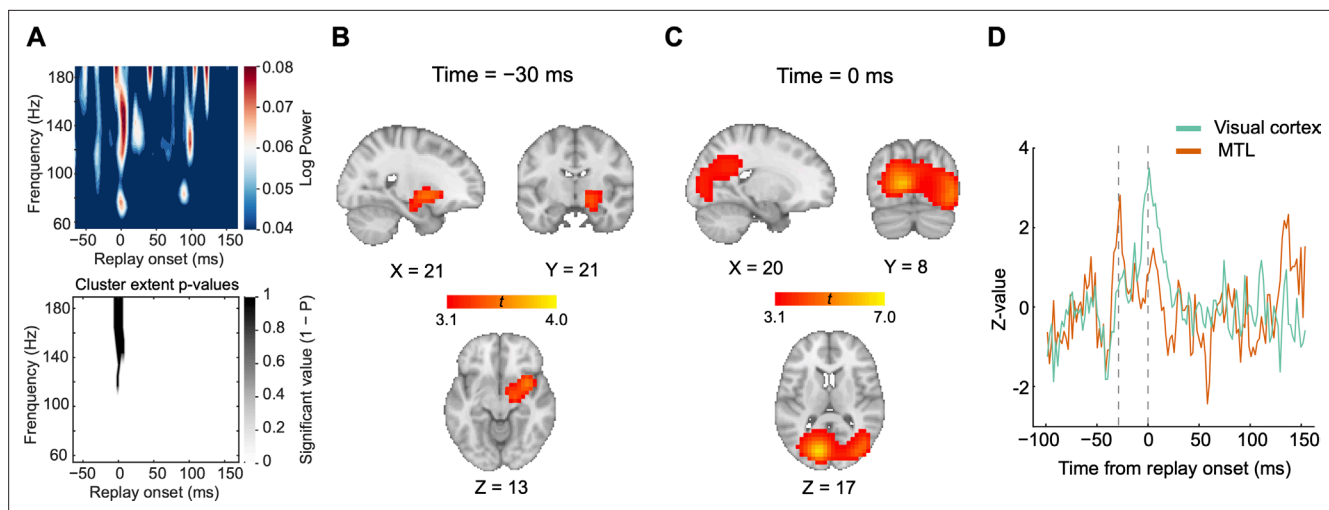 A
190
180
140
100
60
Frenquency (Hz)
−50 0 50 100 150
Replay onset (ms)
0.08
0.07
0.06
0.05
0.04
Log Power
Cluster extent p-values
180
140
100
60
Frenquency (Hz)
−50 0 50 100 150
Replay onset (ms)
1
0.8
0.6
0.4
0.2
0
Significant value (1 − P)
B
Time = −30 ms
X = 21 Y = 21
t
3.1 4.0
Z = 13
C
Time = 0 ms
X = 20 Y = 8
t
3.1 7.0
Z = 17
D
Visual cortex
MTL
4
2
0
-2
Z-value
−100 −50 0 50 100 150
Time from replay onset (ms)